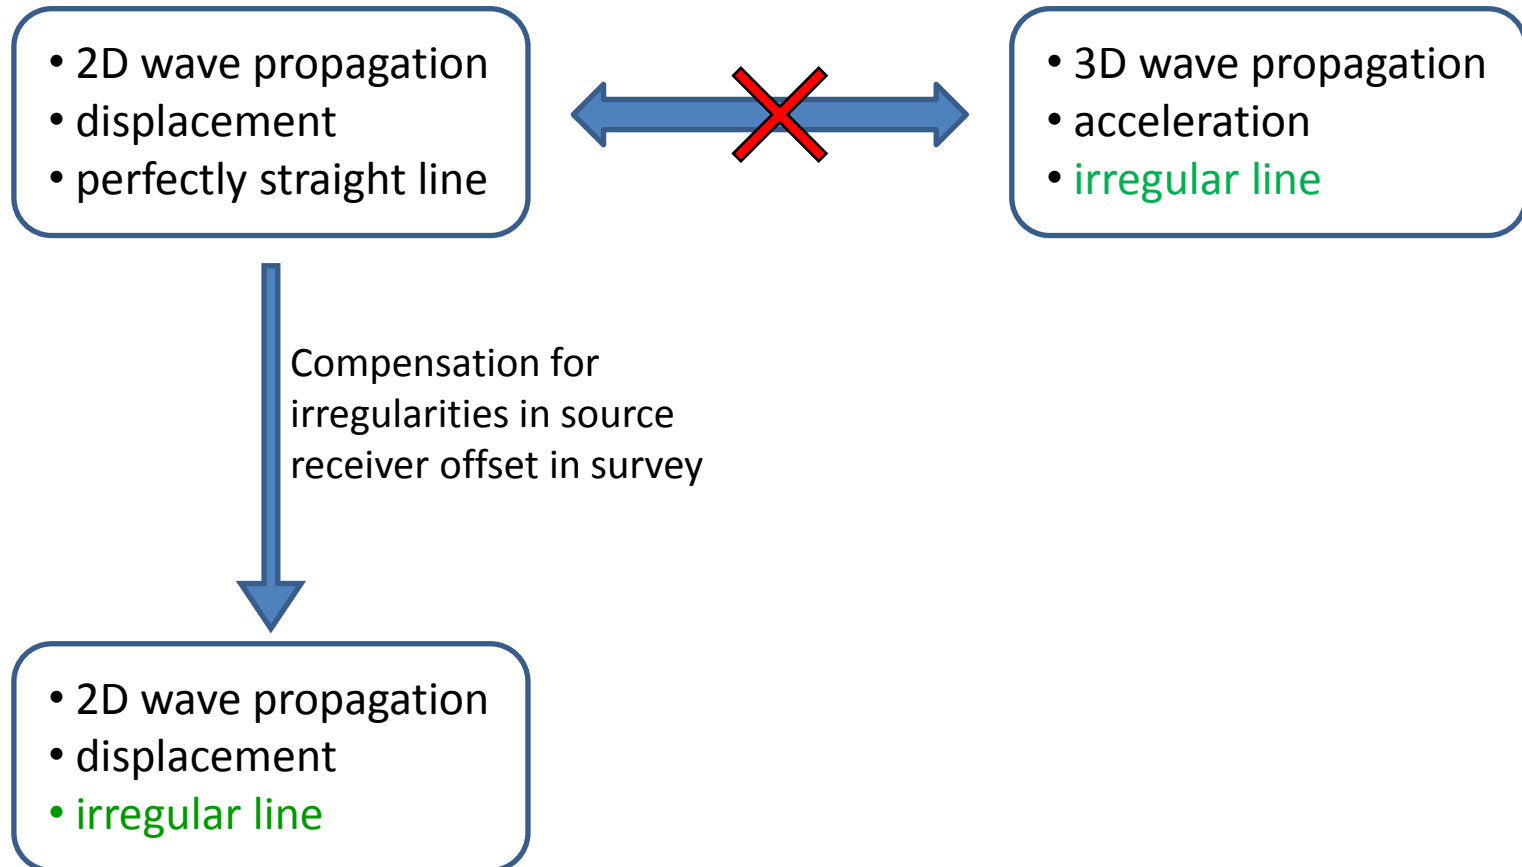 • 2D wave propagation
• displacement
• perfectly straight line
• 3D wave propagation
• acceleration
• irregular line
Compensation for
irregularities in source
receiver offset in survey
• 2D wave propagation
• displacement
• irregular line